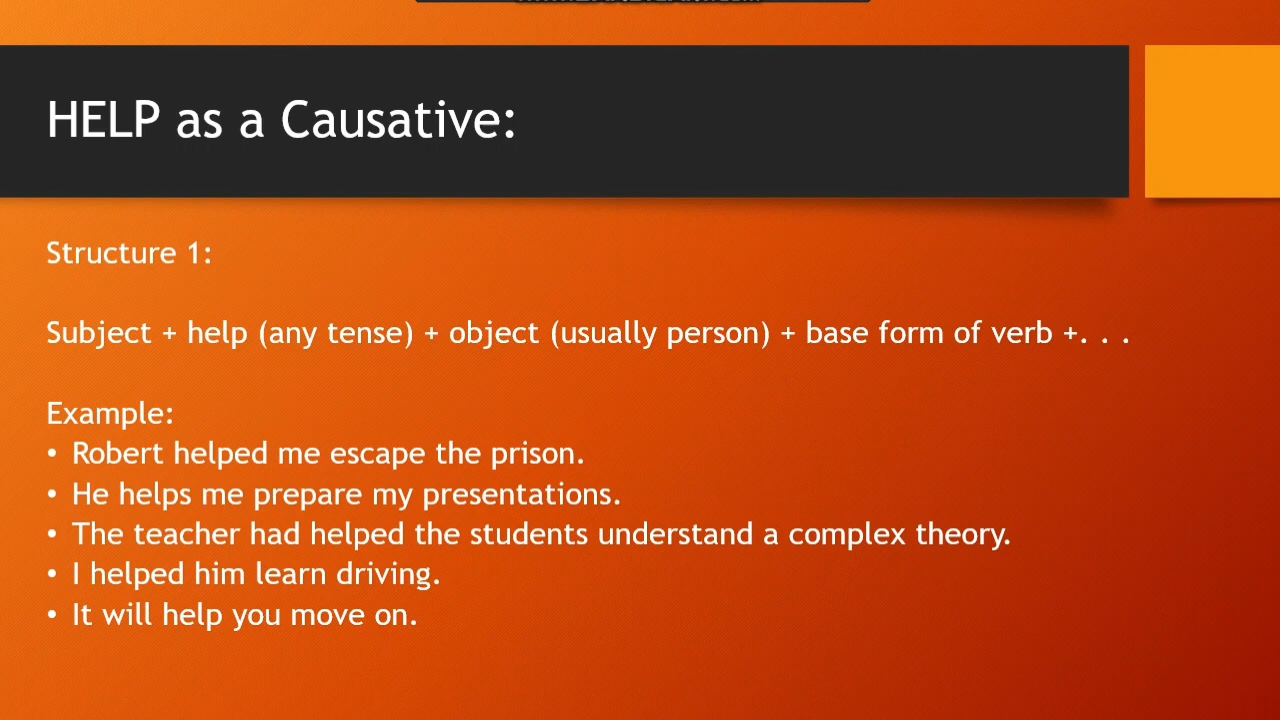 HELP as a Causative:
Structure 1:
Subject + help (any tense) + object (usually person) + base form of verb +. . .
Example:
• Robert helped me escape the prison.
• He helps me prepare my presentations.
• The teacher had helped the students understand a complex theory.
• I helped him learn driving.
• It will help you move on.